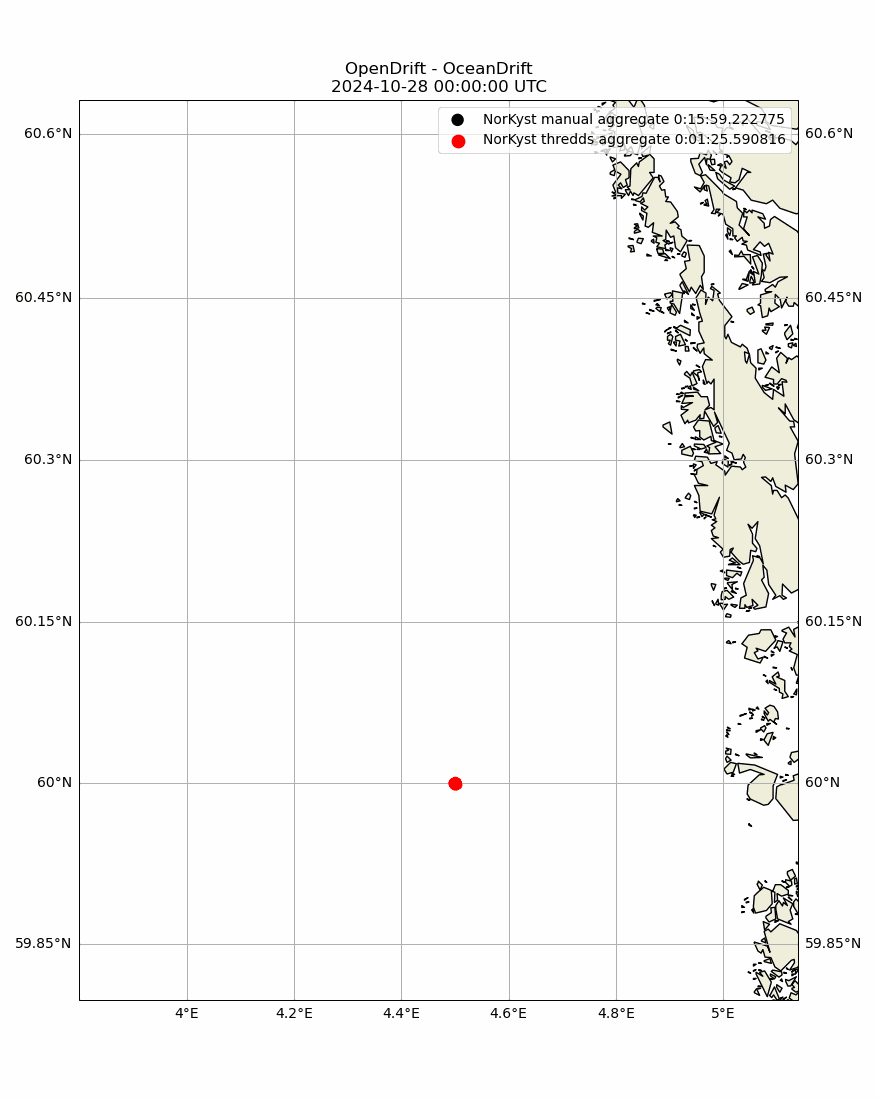 OpenDrift - OceanDrift
2024-10-28 00:00:00 UTC
NorKyst manual aggregate 0:15:59.222775
NorKyst thredds aggregate 0:01:25.590816
60.6°N 60.6°N
60.45°N 60.45°N
60.3°N 60.3°N
60.15°N 60.15°N
60°N 60°N
59.85°N 59.85°N
4°E 4.2°E 4.4°E 4.6°E 4.8°E 5°E